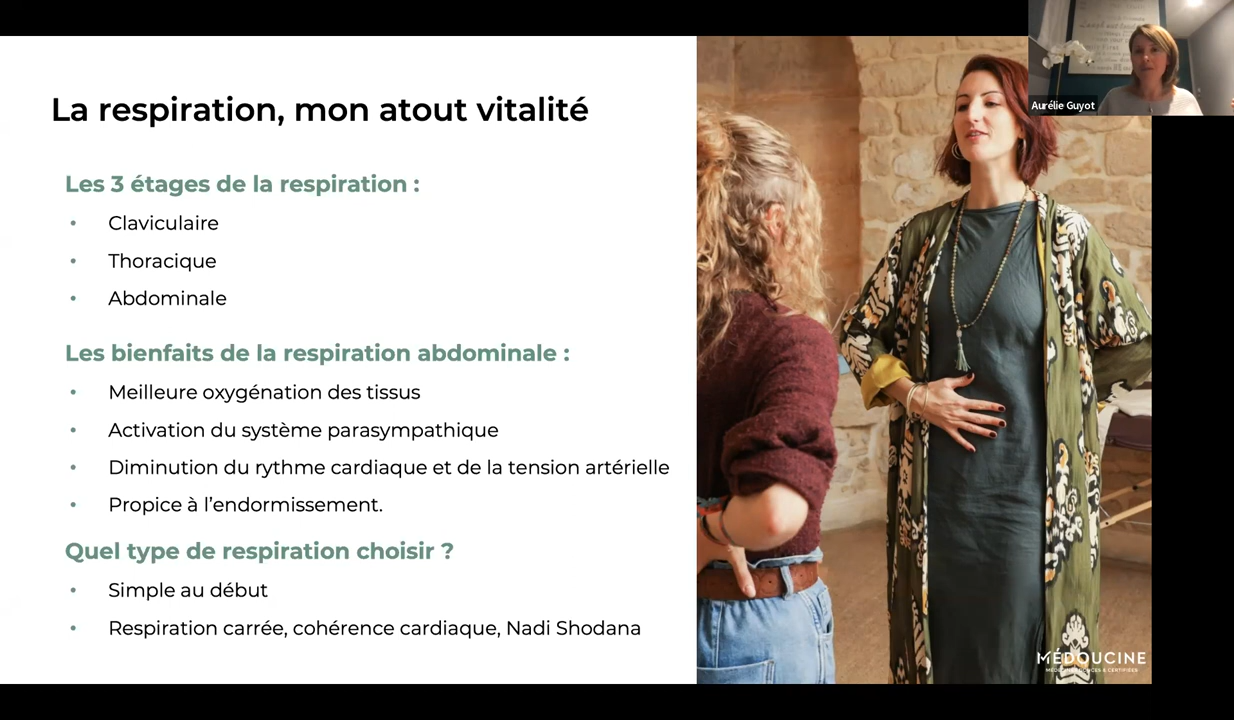 La respiration, mon atout vitalité
Les 3 étages de la respiration :
• Claviculaire
• Thoracique
• Abdominale
Les bienfaits de la respiration abdominale :
• Meilleure oxygénation des tissus
• Activation du système parasympathique
• Diminution du rythme cardiaque et de la tension artérielle
• Propice à l'endormissement.
Quel type de respiration choisir ?
• Simple au début
• Respiration carrée, cohérence cardiaque, Nadi Shodana
Aurélie Guyot
MÉDOUCINE